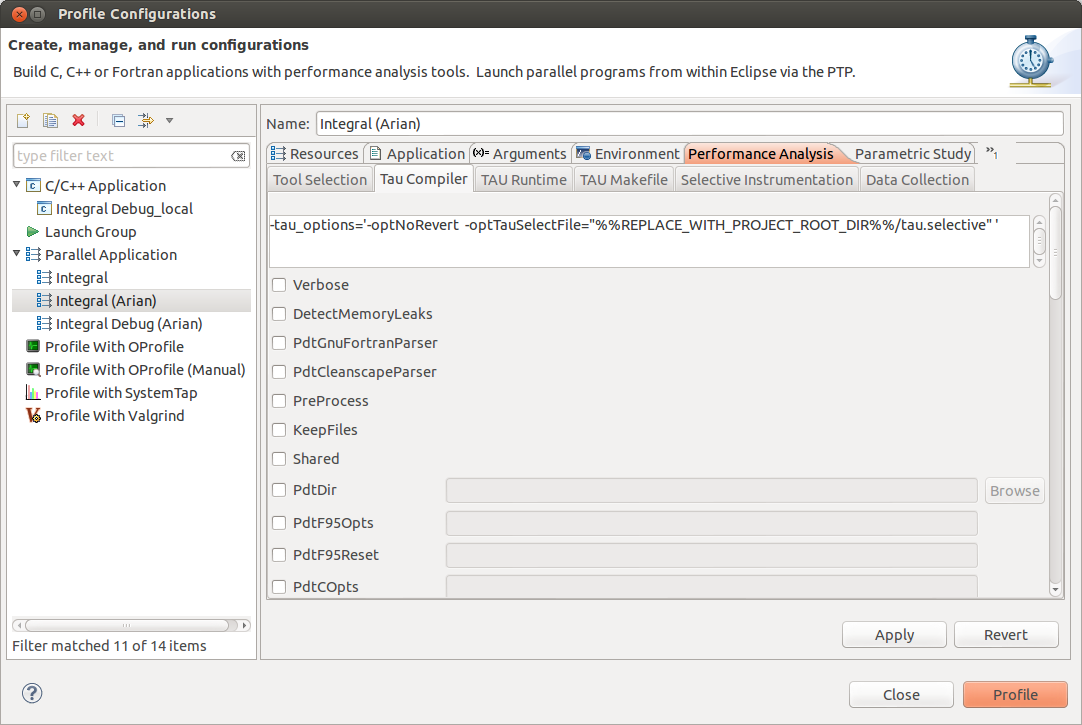 Profile Configurations
Create, manage, and run configurations
Build C, C++ or Fortran applications with performance analysis tools.  Launch parallel programs from within Eclipse via the PTP.
type filter text
C/C++ Application
Integral Debug_local
Launch Group
Parallel Application
Integral
Integral (Arian)
Integral Debug (Arian)
Profile With OProfile
Profile With OProfile (Manual)
Profile with SystemTap
Profile With Valgrind
Filter matched 11 of 14 items
Name: Integral (Arian)
Resources Application (x)= Arguments Environment Performance Analysis Parametric Study »1
Tool Selection Tau Compiler TAU Runtime TAU Makefile Selective Instrumentation Data Collection
-tau_options='-optNoRevert -optTauSelectFile="%%REPLACE_WITH_PROJECT_ROOT_DIR%%/tau.selective" '
Verbose
DetectMemoryLeaks
PdtGnuFortranParser
PdtCleanscapeParser
PreProcess
KeepFiles
Shared
PdtDir Browse
PdtF95Opts
PdtF95Reset
PdtCOpts
Apply Revert
? Close Profile